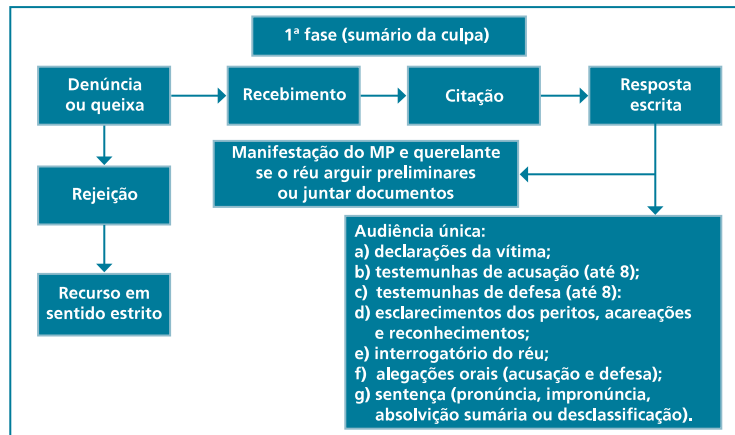 1ª fase (sumário da culpa)
Denúncia
ou queixa
Recebimento
Citação
Resposta
escrita
Manifestação do MP e querelante
se o réu arguir preliminares
ou juntar documentos
Rejeição
Recurso em
sentido estrito
Audiência única:
a) declarações da vítima;
b) testemunhas de acusação (até 8);
c) testemunhas de defesa (até 8):
d) esclarecimentos dos peritos, acareações
e reconhecimentos;
e) interrogatório do réu;
f) alegações orais (acusação e defesa);
g) sentença (pronúncia, impronúncia,
absolvição sumária ou desclassificação).